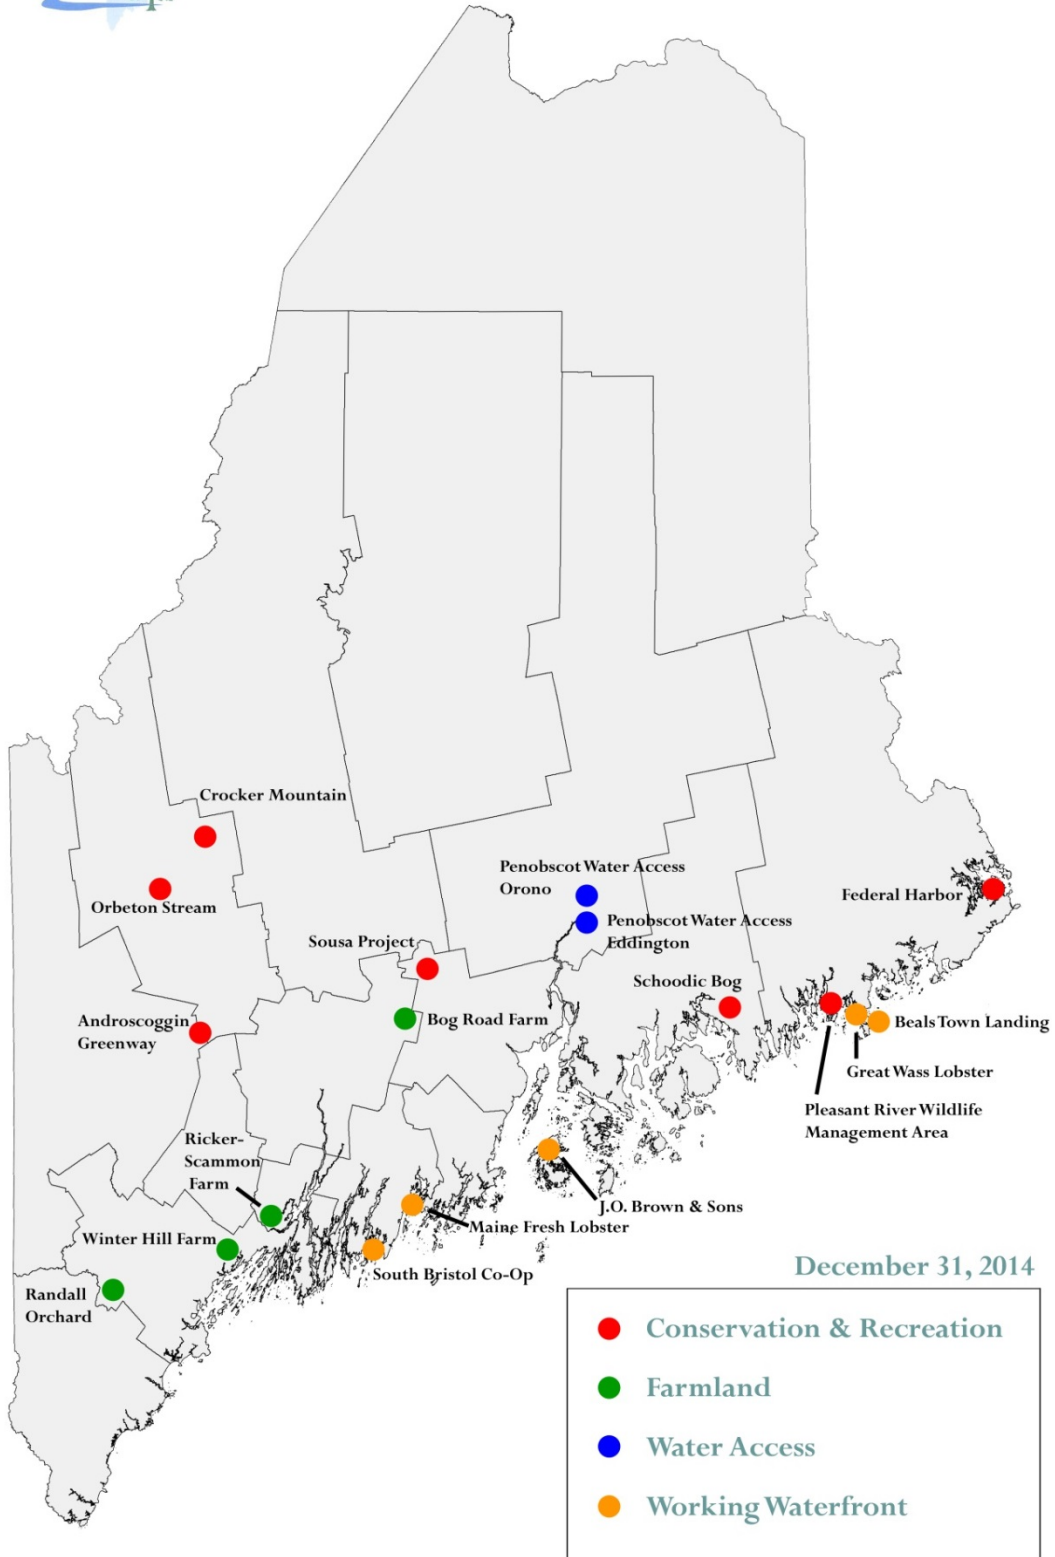 Crocker Mountain
Penobscot Water Access
Orono
Federal Harbor
Orbeton Stream
Penobscot Water Access
Eddington
Sousa Project
Schoodic Bog
Androscoggin
Greenway
Bog Road Farm
Beals Town Landing
Great Wass Lobster
Pleasant River Wildlife
Management Area
Ricker-
Scammon
Farm
J.O. Brown & Sons
Maine Fresh Lobster
Winter Hill Farm
South Bristol Co-Op
Randall
Orchard
December 31, 2014
Conservation & Recreation
Farmland
Water Access
Working Waterfront